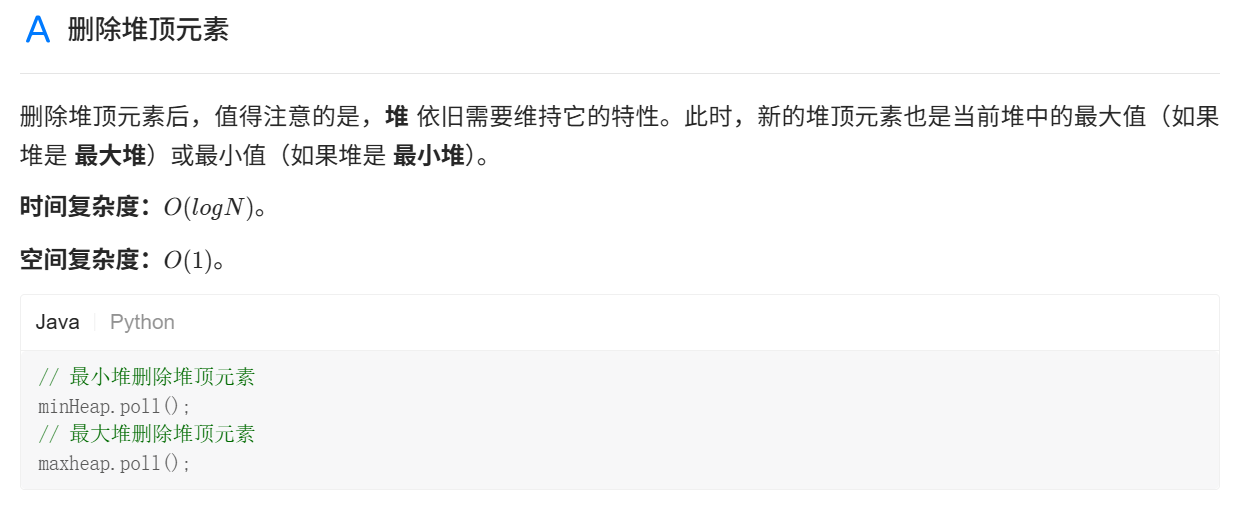 A 删除堆顶元素
删除堆顶元素后，值得注意的是，堆 依旧需要维持它的特性。此时，新的堆顶元素也是当前堆中的最大值（如果
堆是 最大堆）或最小值（如果堆是 最小堆）。
时间复杂度：O(logN)。
空间复杂度：O(1)。
Java Python
// 最小堆删除堆顶元素
minHeap.poll();
// 最大堆删除堆顶元素
maxheap.poll();